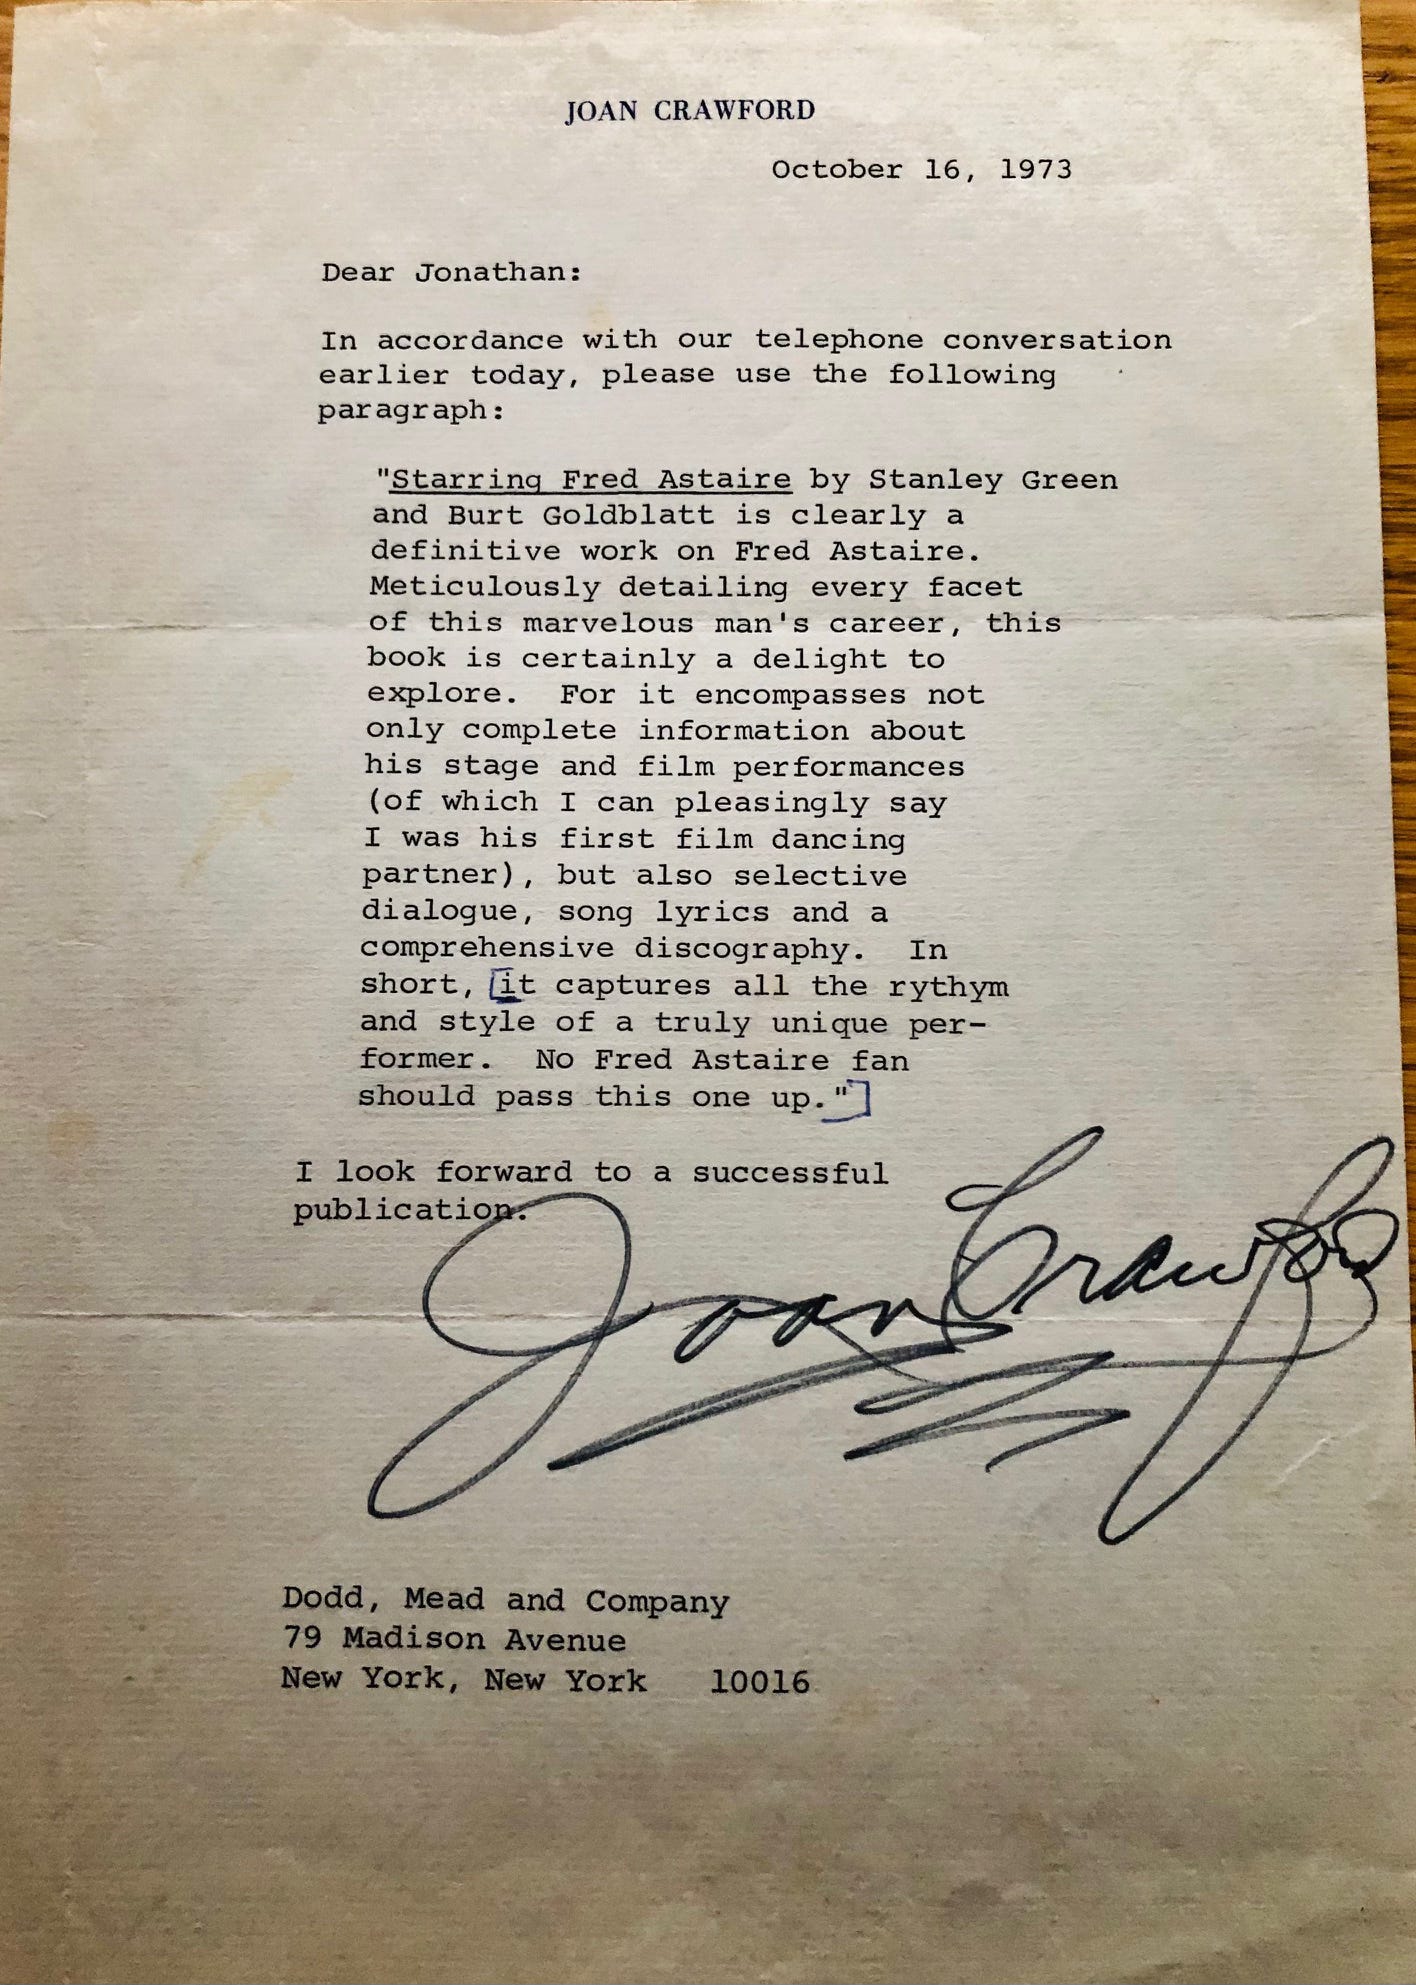 JOAN CRAWFORD
October 16, 1973
Dear Jonathan:
In accordance with our telephone conversation
earlier today, please use the following
paragraph:
"Starring Fred Astaire by Stanley Green
and Burt Goldblatt is clearly a
definitive work on Fred Astaire.
Meticulously detailing every facet
of this marvelous man's career, this
book is certainly a delight to
explore.  For it encompasses not
only complete information about
his stage and film performances
(of which I can pleasingly say
I was his first film dancing
partner), but also selective
dialogue, song lyrics and a
comprehensive discography.  In
short, [it captures all the rythym
and style of a truly unique per-
former.  No Fred Astaire fan
should pass this one up."]
I look forward to a successful
publication.
Joan Crawford
Dodd, Mead and Company
79 Madison Avenue
New York, New York   10016